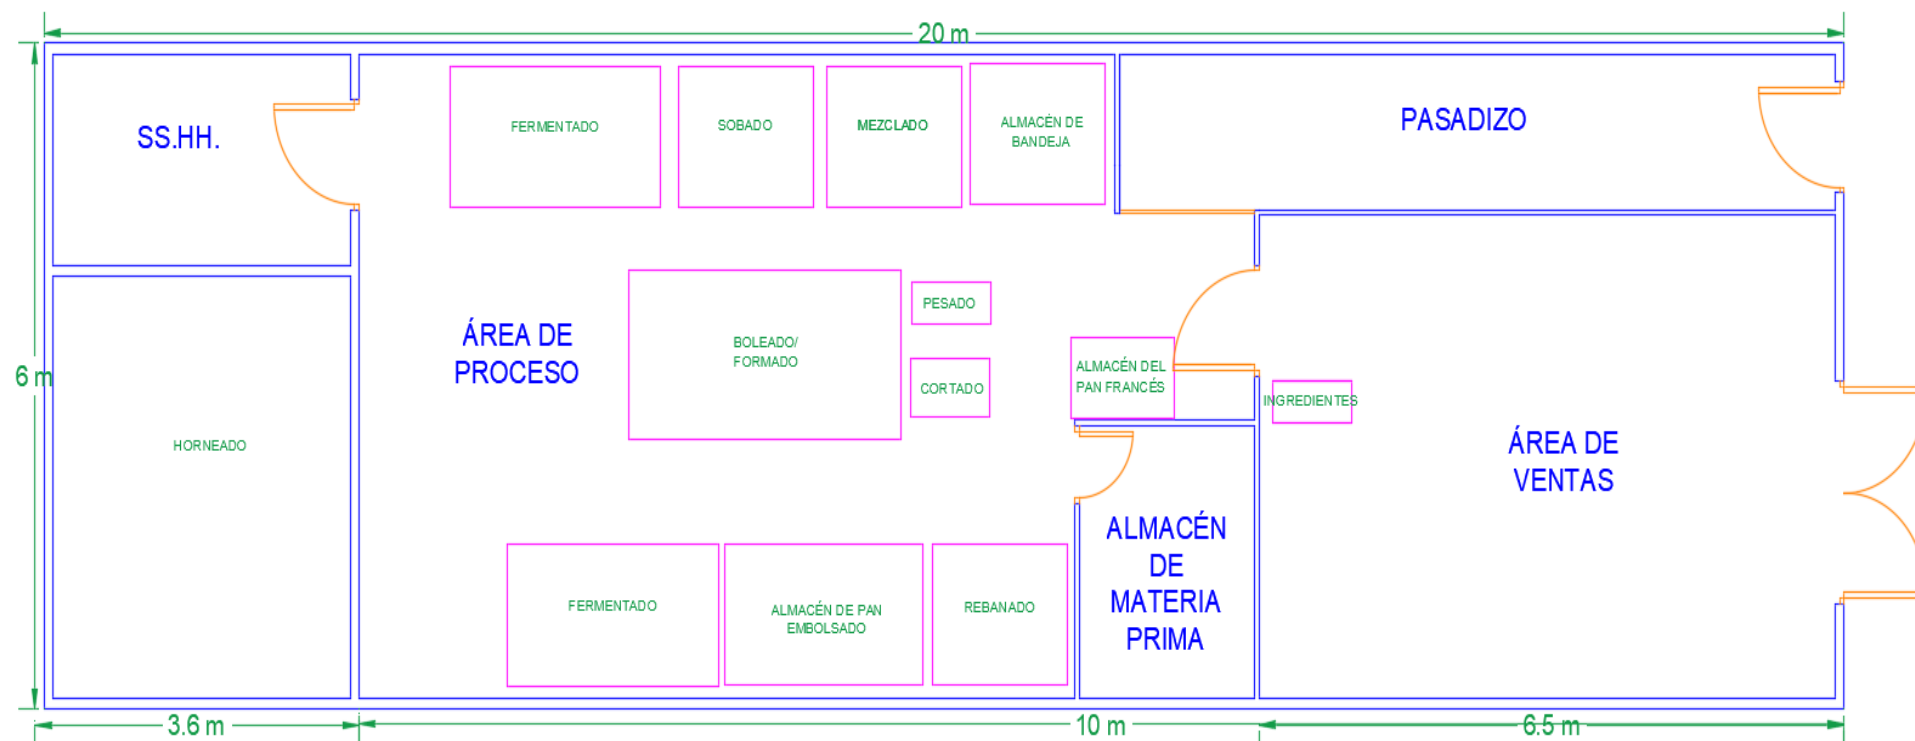 20 m
SS.HH.
FERMENTADO
SOBADO
MEZCLADO
ALMACÉN DE
BANDEJA
PASADIZO
6 m
HORNEADO
ÁREA DE
PROCESO
BOLEADO/
FORMADO
PESADO
CORTADO
ALMACÉN DEL
PAN FRANCÉS
INGREDIENTES
ÁREA DE
VENTAS
FERMENTADO
ALMACÉN DE PAN
EMBOLSADO
REBANADO
ALMACÉN
DE
MATERIA
PRIMA
3.6 m
10 m
6.5 m